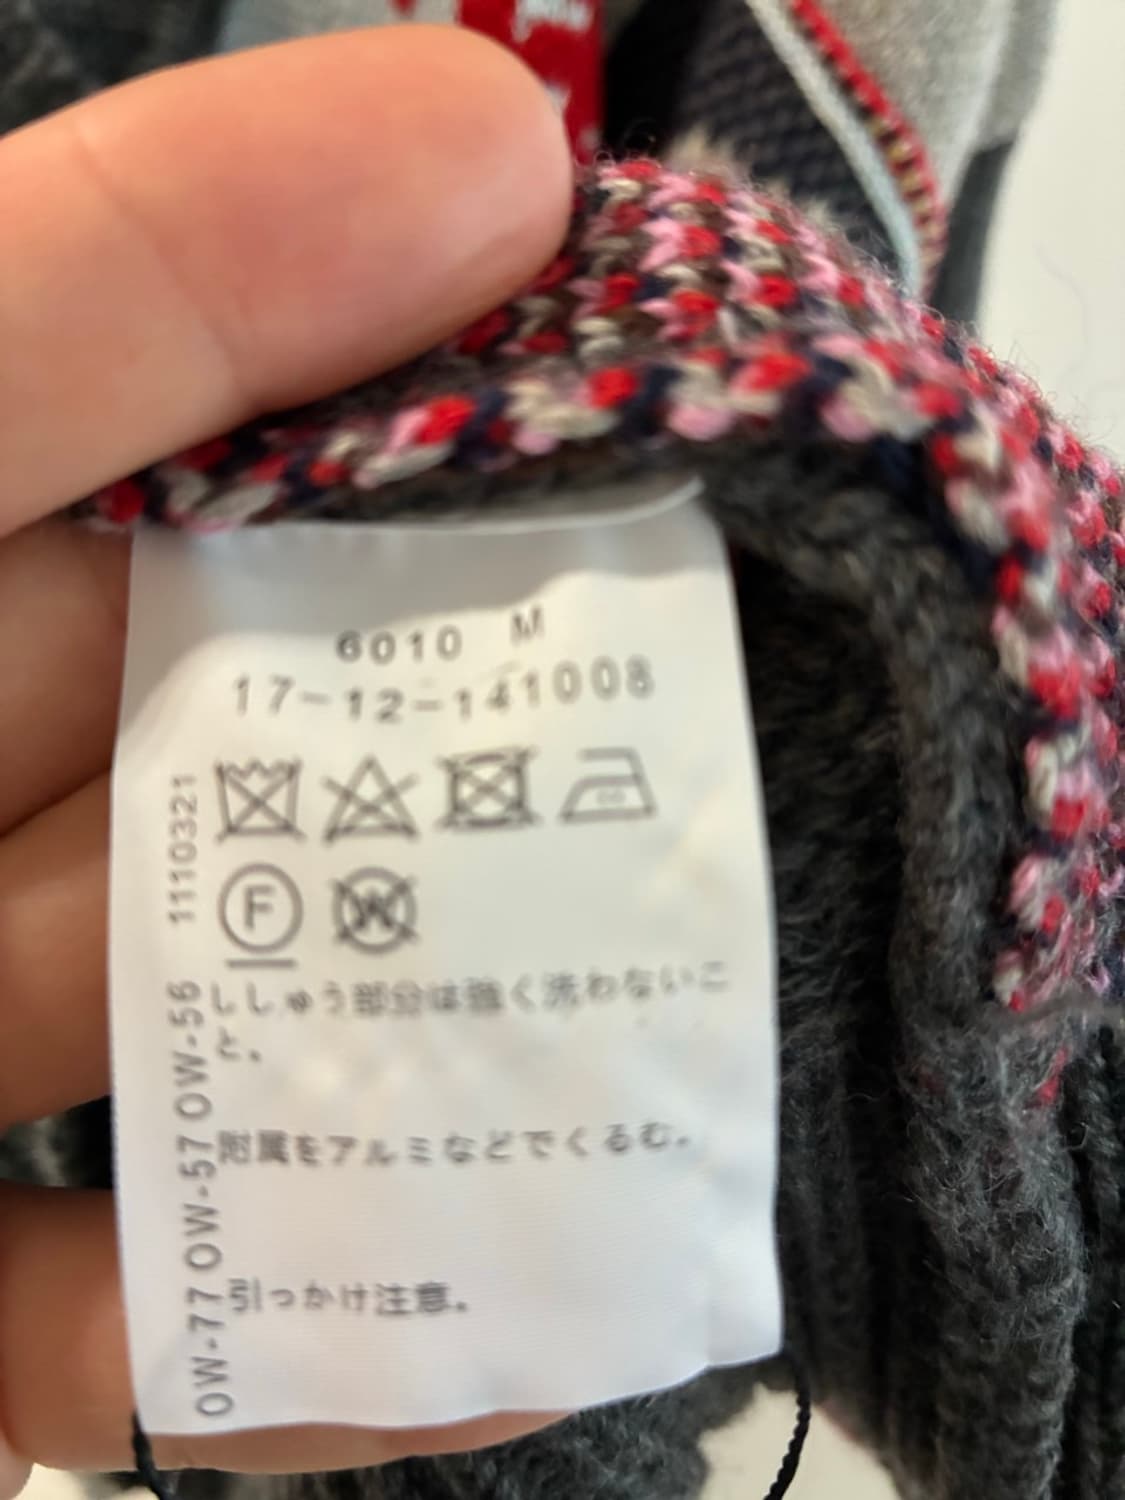 6010 M
17-12-141008
F
W
ししゅう部分は強く洗わないこ
と。
附属をアルミなどでくるむ。
引っかけ注意。
OW-77 OW-57 OW-56 1110321